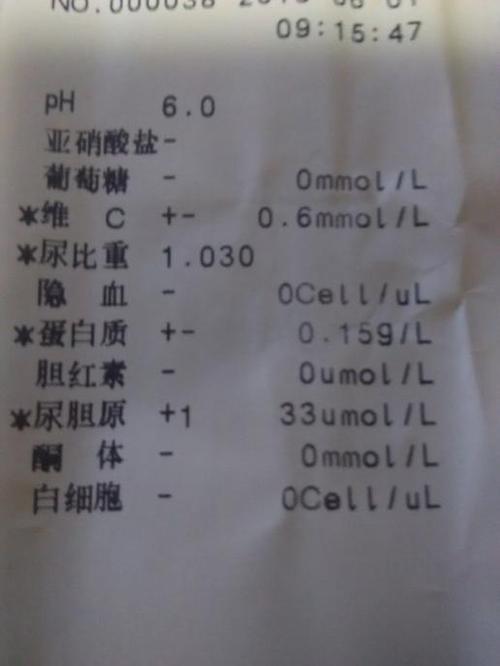 NO.000038
09:15:47
pH 6.0
亚硝酸盐 -
葡萄糖 - 0mmol/L
*维 C +- 0.6mmol/L
*尿比重 1.030
隐 血 - 0Cell/uL
*蛋白质 +- 0.15g/L
胆红素 - 0umol/L
*尿胆原 +1 33umol/L
酮 体 - 0mmol/L
白细胞 - 0Cell/uL